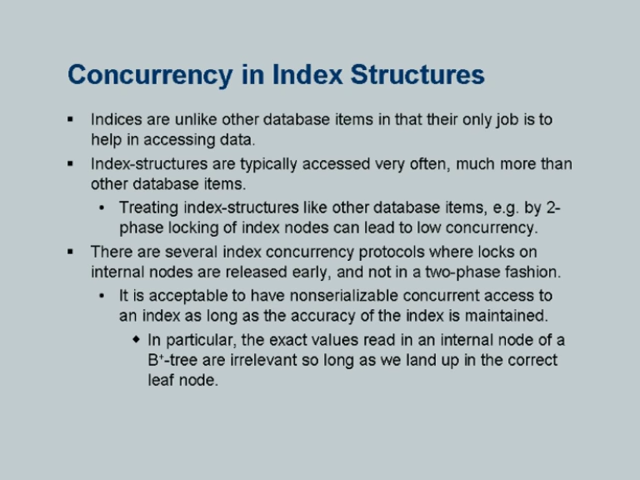 Concurrency in Index Structures
▪ Indices are unlike other database items in that their only job is to
help in accessing data.
▪ Index-structures are typically accessed very often, much more than
other database items.
• Treating index-structures like other database items, e.g. by 2-
phase locking of index nodes can lead to low concurrency.
▪ There are several index concurrency protocols where locks on
internal nodes are released early, and not in a two-phase fashion.
• It is acceptable to have nonserializable concurrent access to
an index as long as the accuracy of the index is maintained.
◆ In particular, the exact values read in an internal node of a
B⁺-tree are irrelevant so long as we land up in the correct
leaf node.